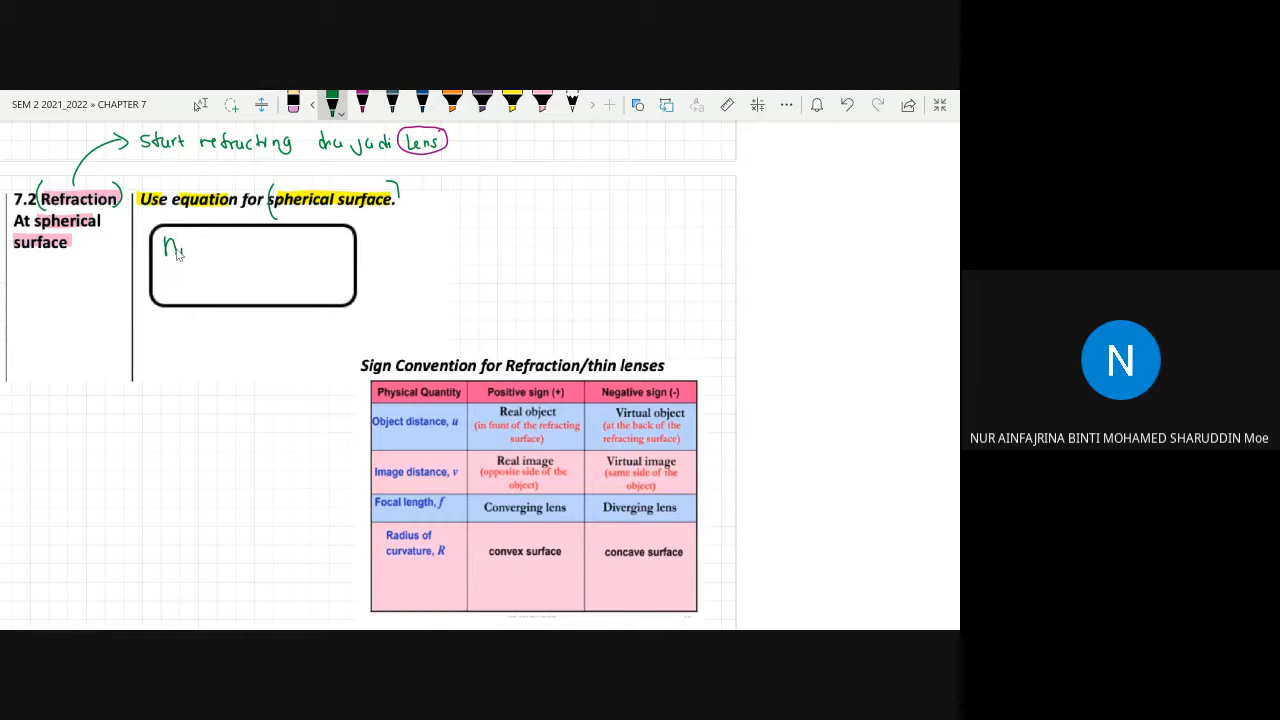 SEM 2 2021_2022 » CHAPTER 7
Start refracting dia jadi lens
7.2 Refraction
At spherical
surface
Use equation for spherical surface.
n
Sign Convention for Refraction/thin lenses
Physical Quantity Positive sign (+) Negative sign (-)
Object distance, u
Real object
(in front of the refracting
surface)
Virtual object
(at the back of the
refracting surface)
Image distance, v
Real image
(opposite side of the
object)
Virtual image
(same side of the
object)
Focal length, f Converging lens Diverging lens
Radius of
curvature, R
convex surface concave surface
N
NUR AINFAJRINA BINTI MOHAMED SHARUDDIN Moe